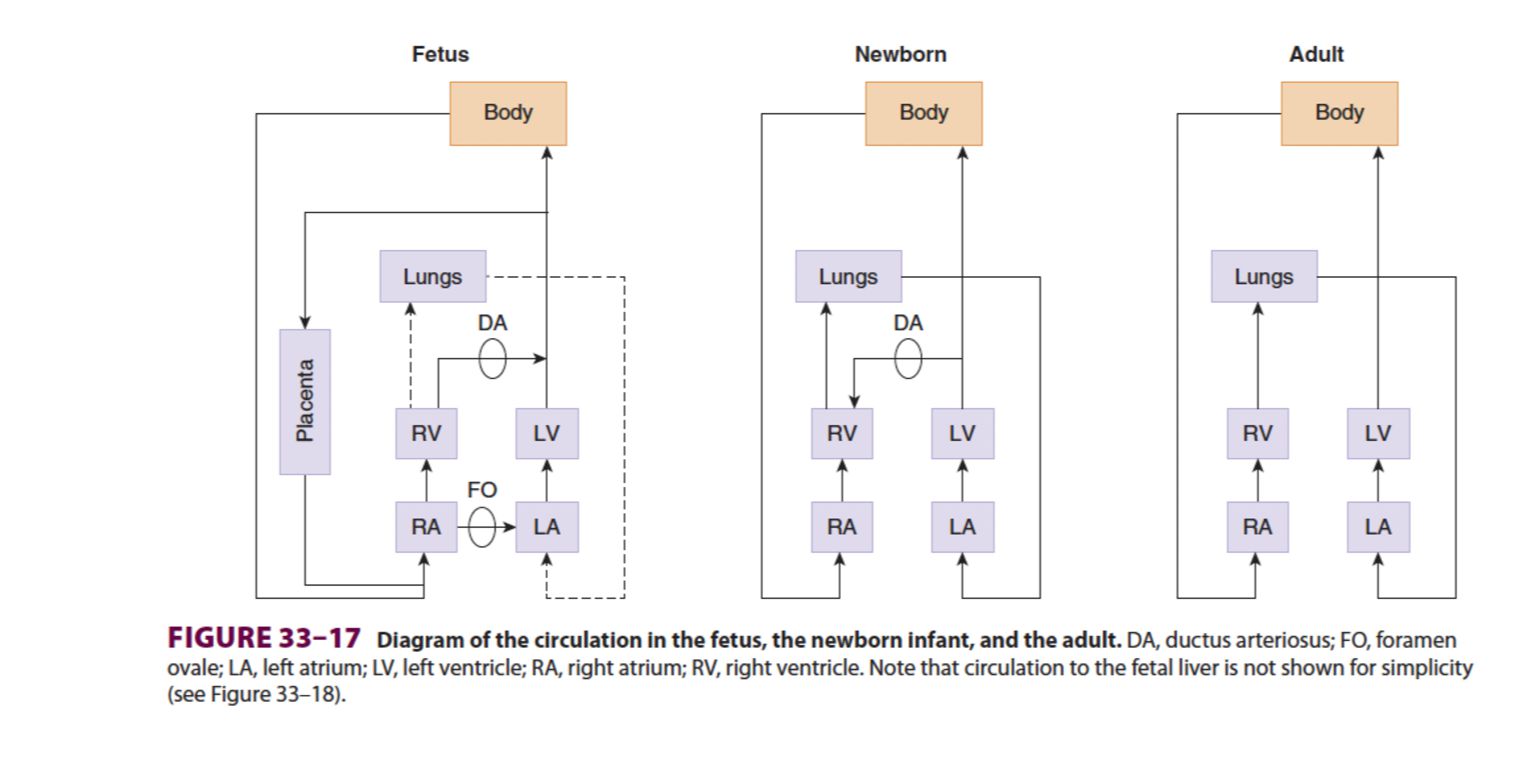 Fetus
Newborn
Adult
Body
Body
Body
Lungs
Lungs
Lungs
DA
DA
Placenta
RV
LV
RV
LV
RV
LV
FO
RA
LA
RA
LA
RA
LA
FIGURE 33–17 Diagram of the circulation in the fetus, the newborn infant, and the adult. DA, ductus arteriosus; FO, foramen
ovale; LA, left atrium; LV, left ventricle; RA, right atrium; RV, right ventricle. Note that circulation to the fetal liver is not shown for simplicity
(see Figure 33–18).